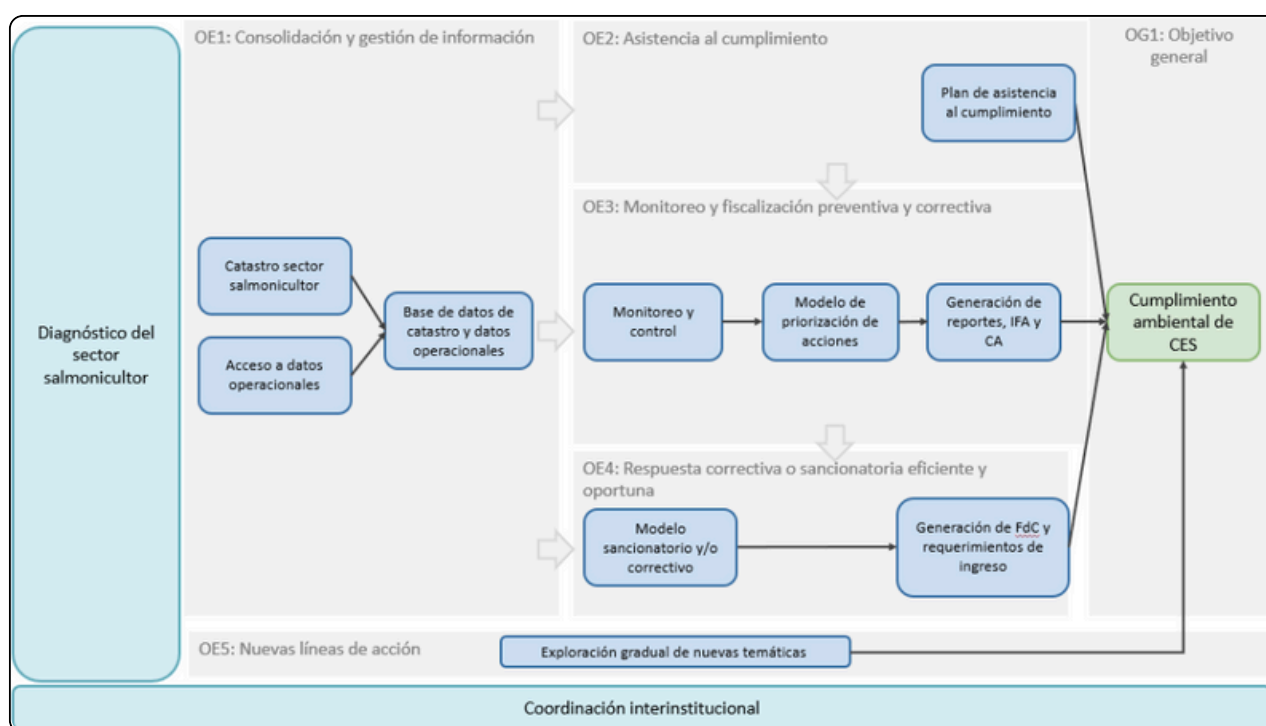 Diagnóstico del
sector
salmonicultor
OE1: Consolidación y gestión de información
Catastro sector
salmonicultor
Acceso a datos
operacionales
Base de datos de
catastro y datos
operacionales
OE2: Asistencia al cumplimiento
Plan de asistencia
al cumplimiento
OE3: Monitoreo y fiscalización preventiva y correctiva
Monitoreo y
control
Modelo de
priorización de
acciones
Generación de
reportes, IFA y
CA
OE4: Respuesta correctiva o sancionatoria eficiente y
oportuna
Modelo
sancionatorio y/o
correctivo
Generación de FdC y
requerimientos de
ingreso
OG1: Objetivo
general
Cumplimiento
ambiental de
CES
OE5: Nuevas líneas de acción
Exploración gradual de nuevas temáticas
Coordinación interinstitucional